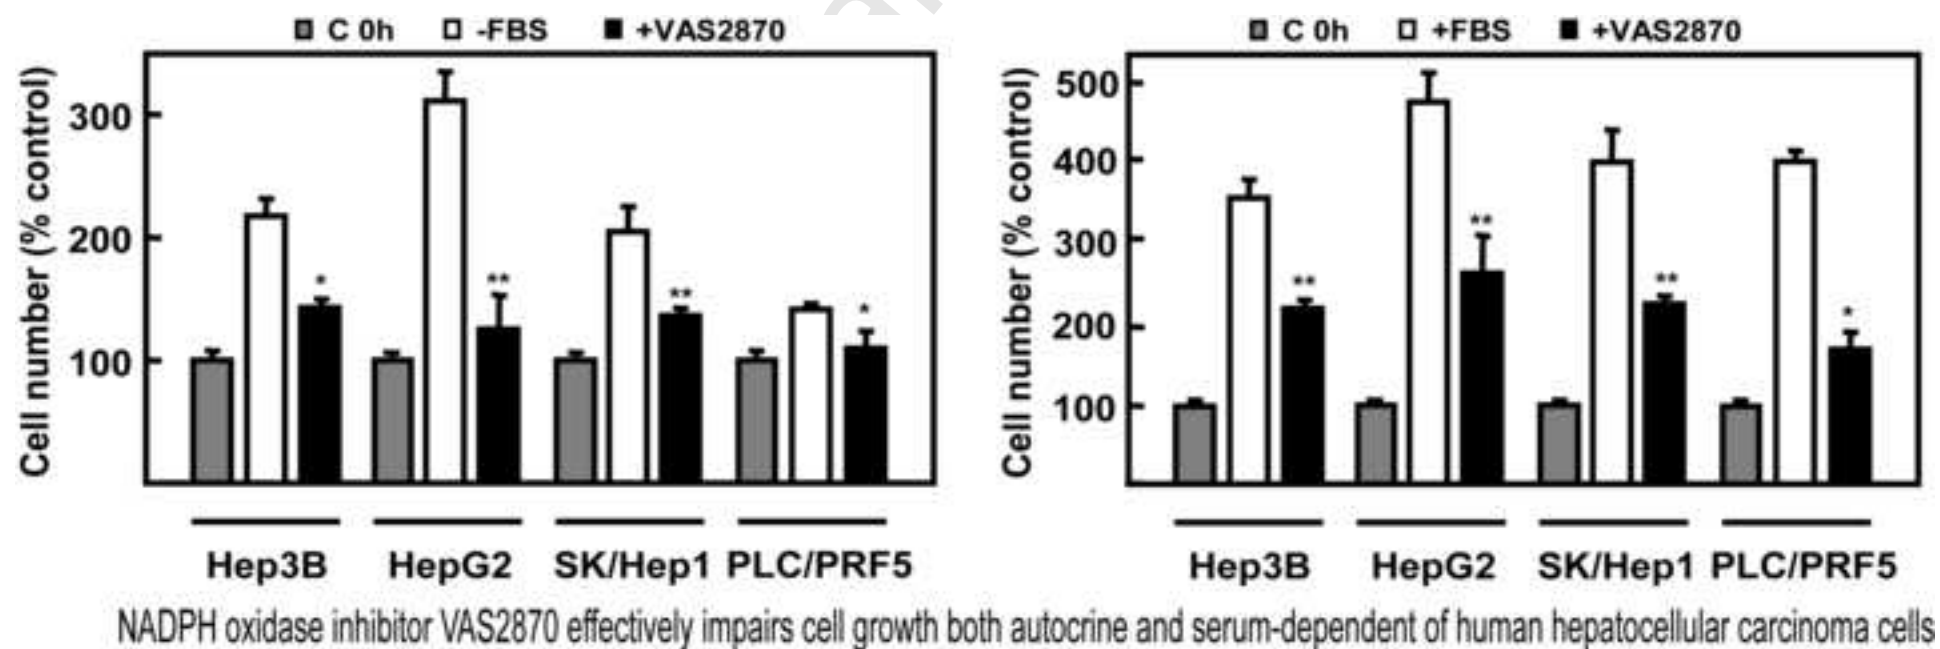 C 0h -FBS +VAS2870
Cell number (% control)
300
200
100
* ** ** *
Hep3B HepG2 SK/Hep1 PLC/PRF5
C 0h +FBS +VAS2870
Cell number (% control)
500
400
300
200
100
** ** ** *
Hep3B HepG2 SK/Hep1 PLC/PRF5
NADPH oxidase inhibitor VAS2870 effectively impairs cell growth both autocrine and serum-dependent of human hepatocellular carcinoma cells